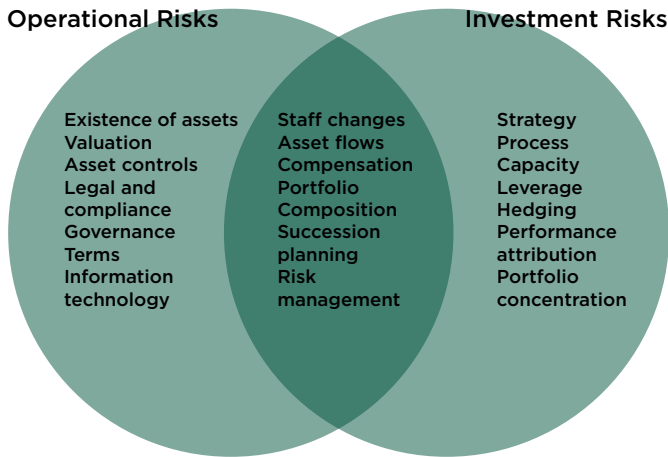 Operational Risks
Investment Risks
Existence of assets
Valuation
Asset controls
Legal and
compliance
Governance
Terms
Information
technology
Staff changes
Asset flows
Compensation
Portfolio
Composition
Succession
planning
Risk
management
Strategy
Process
Capacity
Leverage
Hedging
Performance
attribution
Portfolio
concentration